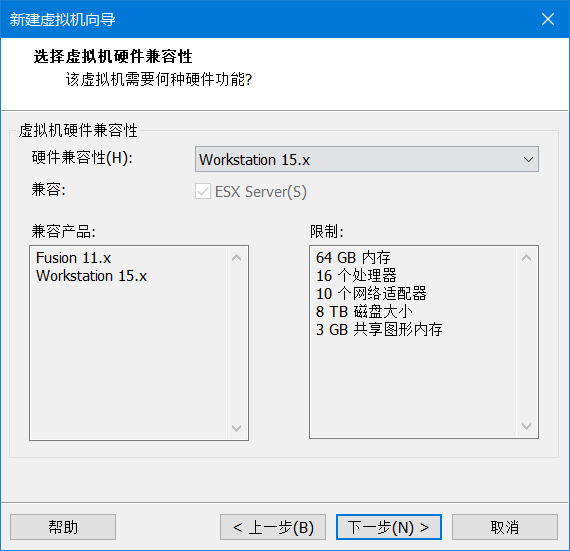 新建虚拟机向导
选择虚拟机硬件兼容性
该虚拟机需要何种硬件功能?
虚拟机硬件兼容性
硬件兼容性(H): Workstation 15.x
兼容: ESX Server(S)
兼容产品:
Fusion 11.x
Workstation 15.x
限制:
64 GB 内存
16 个处理器
10 个网络适配器
8 TB 磁盘大小
3 GB 共享图形内存
帮助 < 上一步(B) 下一步(N) > 取消